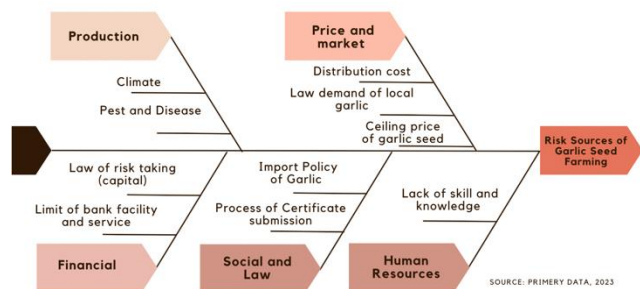 Production
Price and
market
Climate
Pest and Disease
Distribution cost
Law demand of local
garlic
Ceiling price
of garlic seed
Risk Sources of
Garlic Seed
Farming
Law of risk taking
(capital)
Limit of bank facility
and service
Import Policy
of Garlic
Process of Certificate
submission
Lack of skill and
knowledge
Financial
Social and
Law
Human
Resources
SOURCE: PRIMERY DATA, 2023